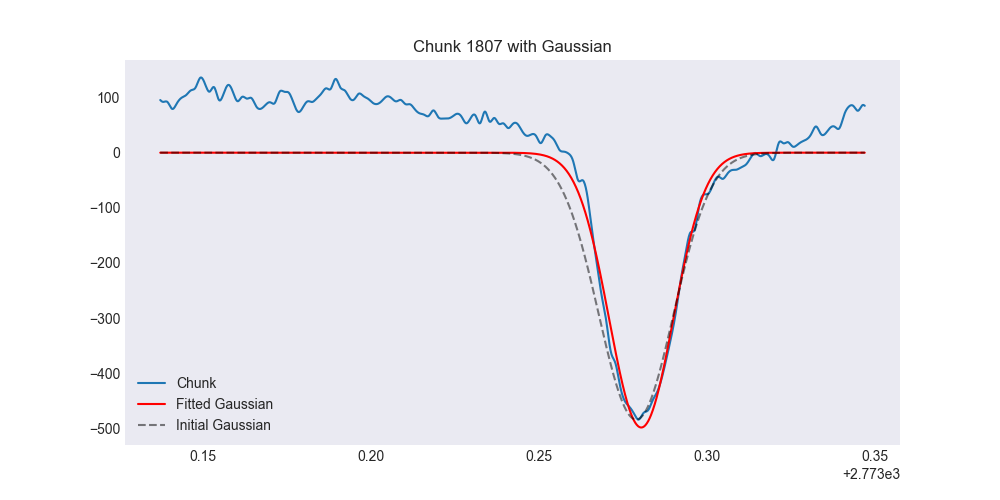 Chunk 1807 with Gaussian
100
0
−100
−200
−300
−400
−500
Chunk
Fitted Gaussian
Initial Gaussian
0.15 0.20 0.25 0.30 0.35
+2.773e3